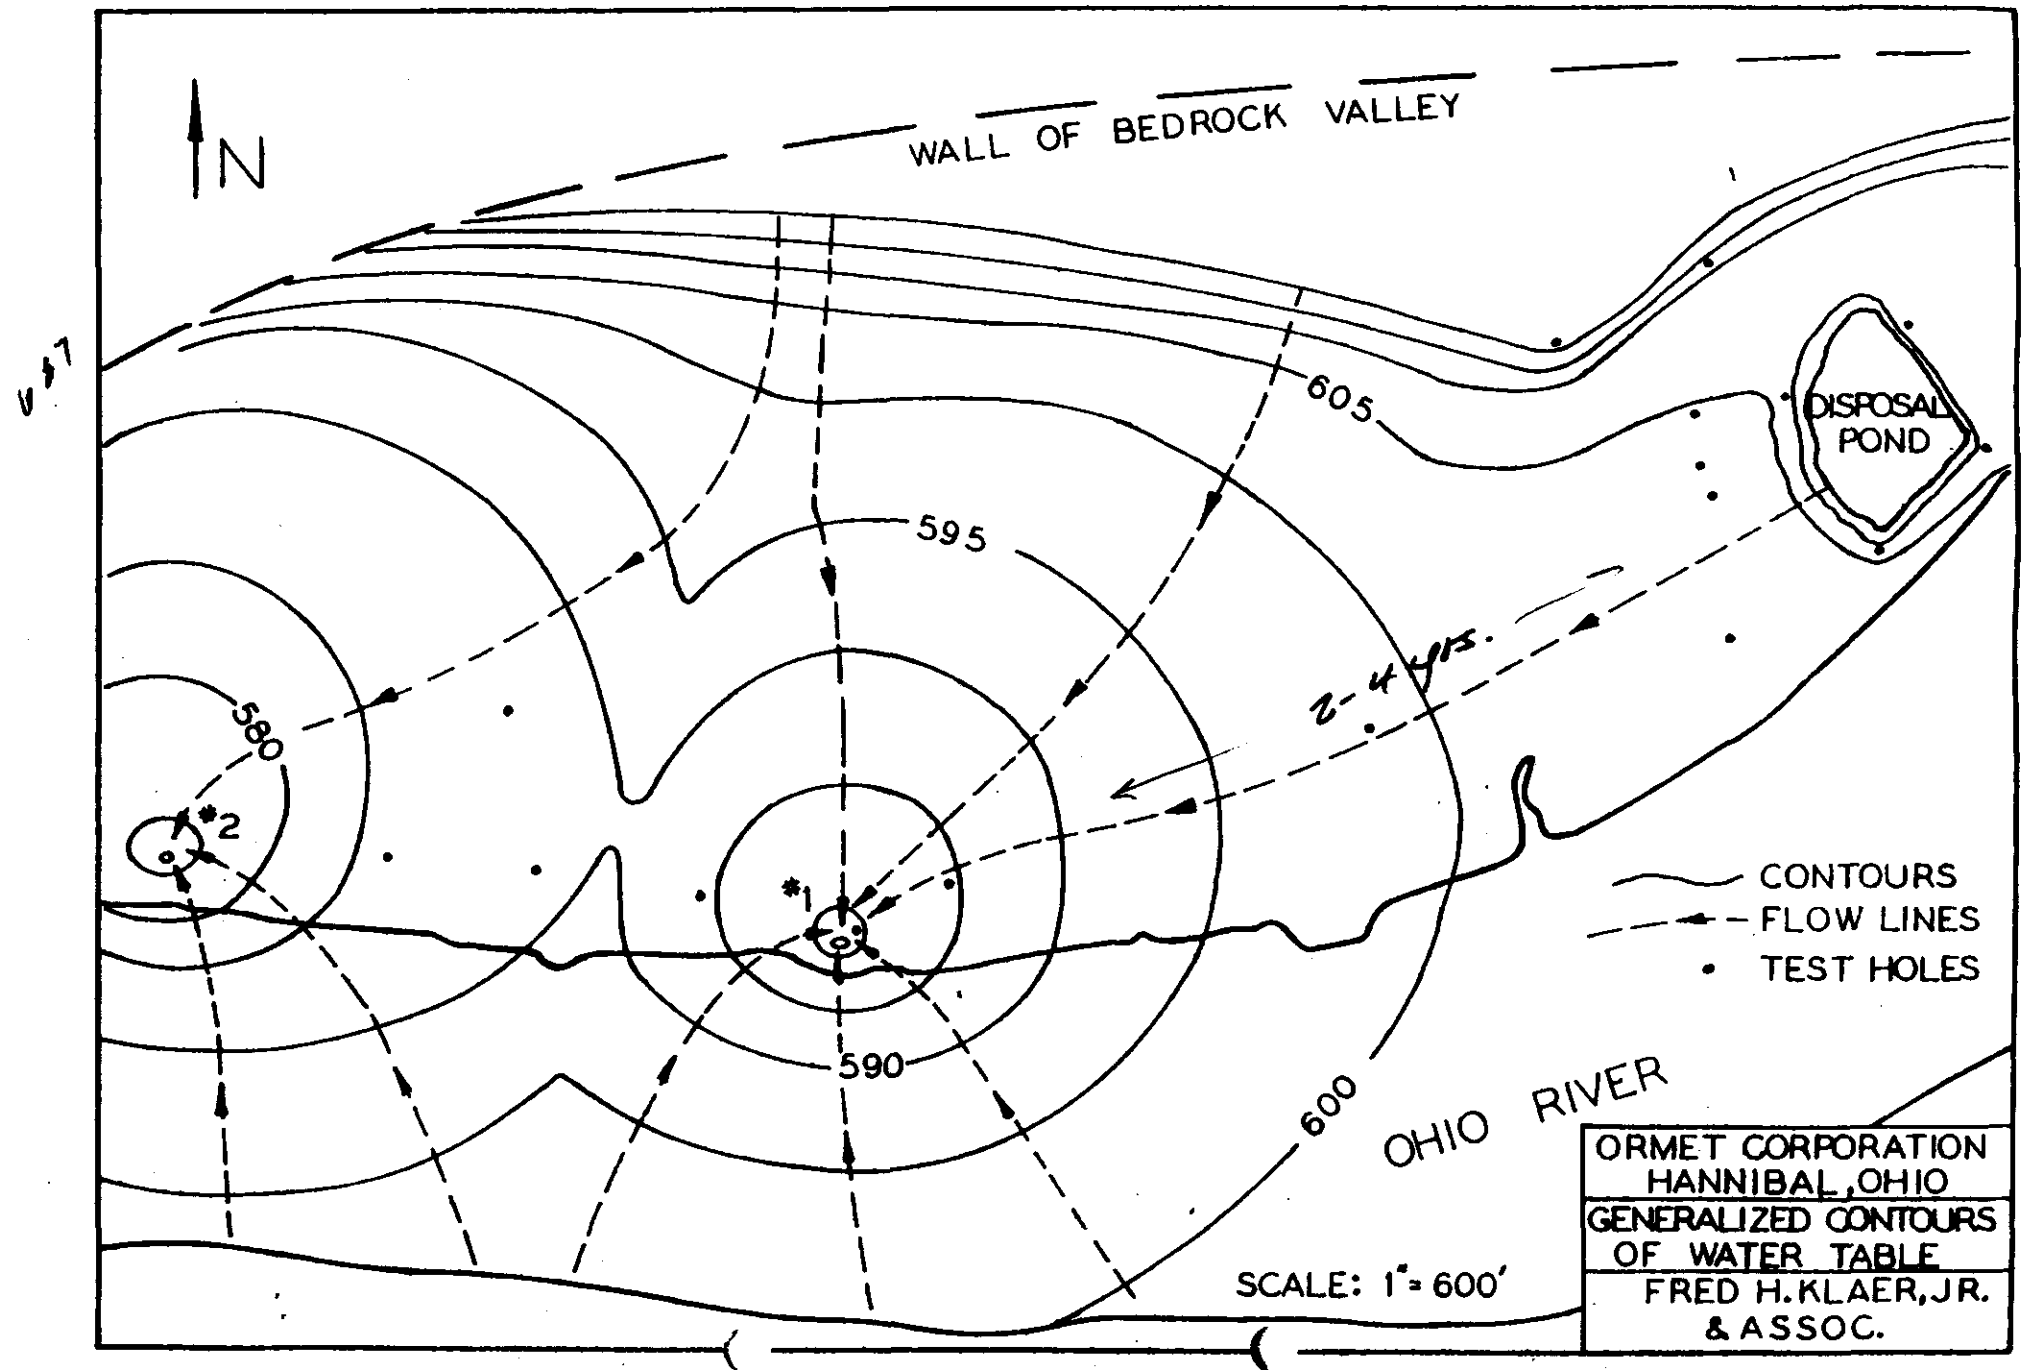 N
WALL OF BEDROCK VALLEY
605
DISPOSAL
POND
595
2-4 yrs.
580
#2
#1
590
600
OHIO RIVER
CONTOURS
FLOW LINES
TEST HOLES
SCALE: 1"=600'
ORMET CORPORATION
HANNIBAL, OHIO
GENERALIZED CONTOURS
OF WATER TABLE
FRED H. KLAER, JR.
& ASSOC.